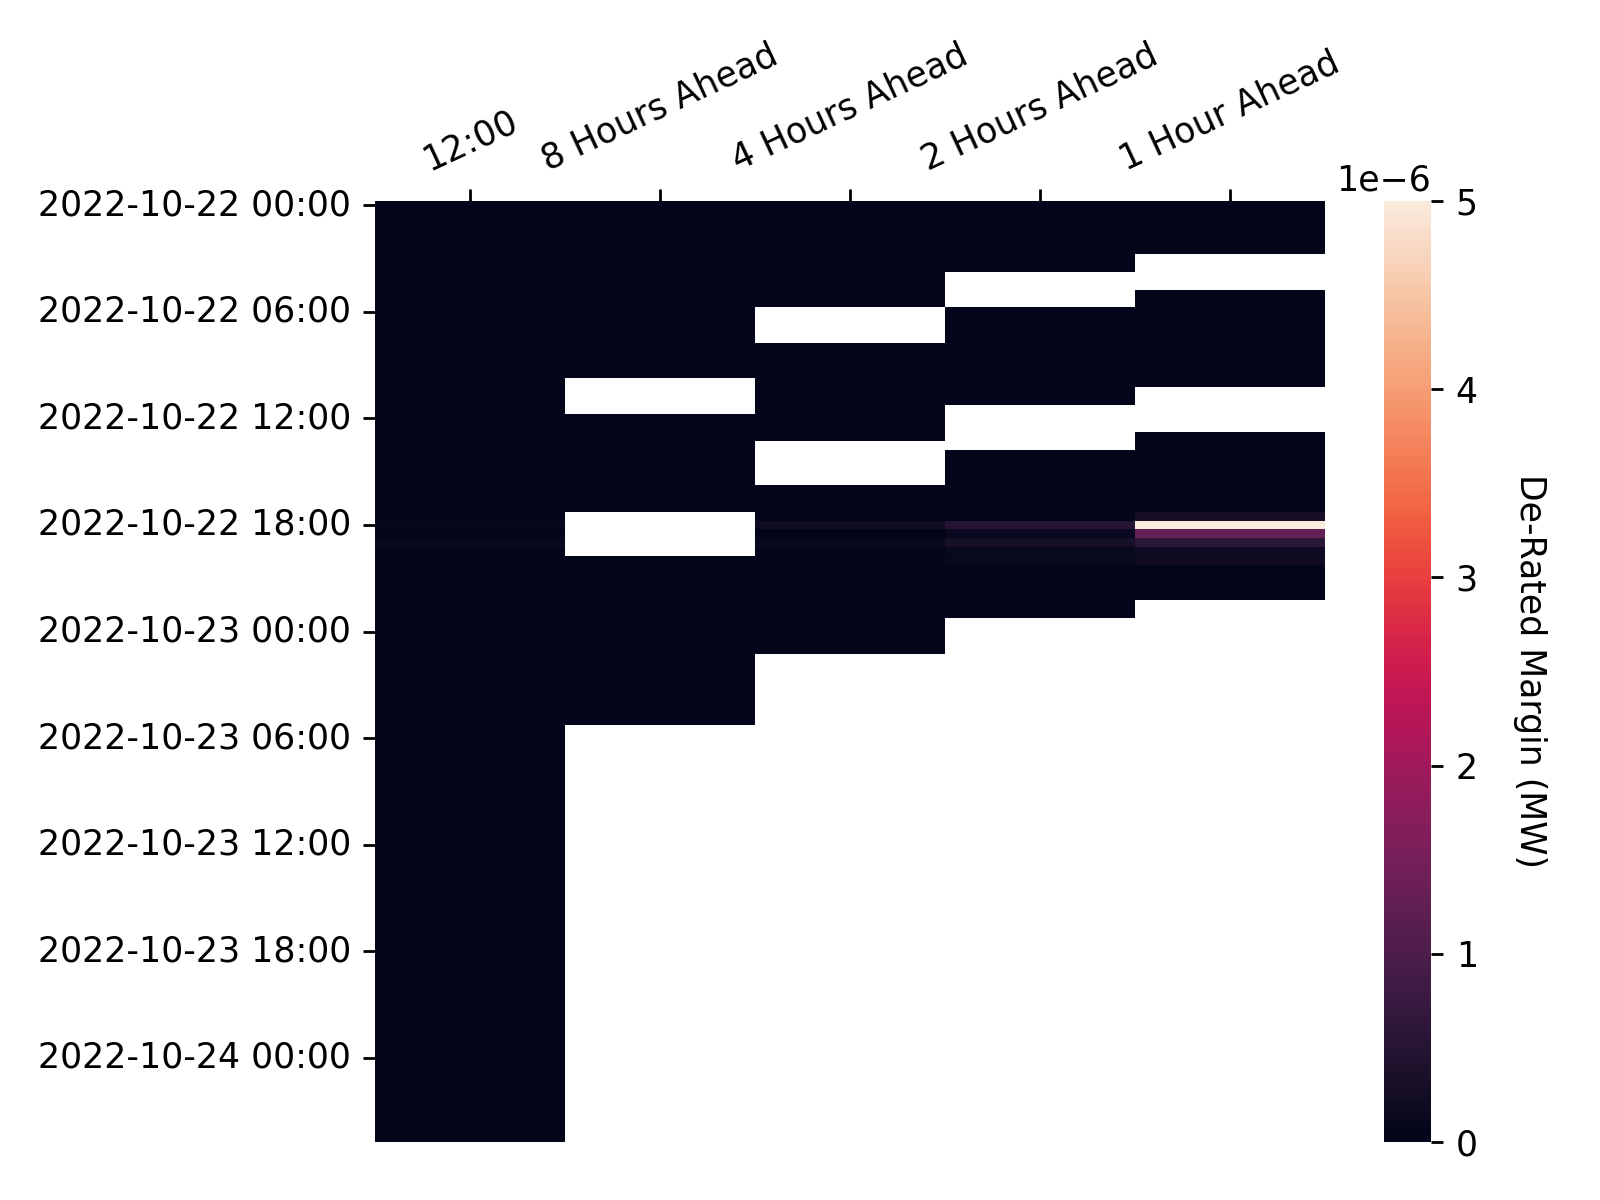 12:00
8 Hours Ahead
4 Hours Ahead
2 Hours Ahead
1 Hour Ahead
1e−6
2022-10-22 00:00
2022-10-22 06:00
2022-10-22 12:00
2022-10-22 18:00
2022-10-23 00:00
2022-10-23 06:00
2022-10-23 12:00
2022-10-23 18:00
2022-10-24 00:00
5
4
3
2
1
0
De-Rated Margin (MW)